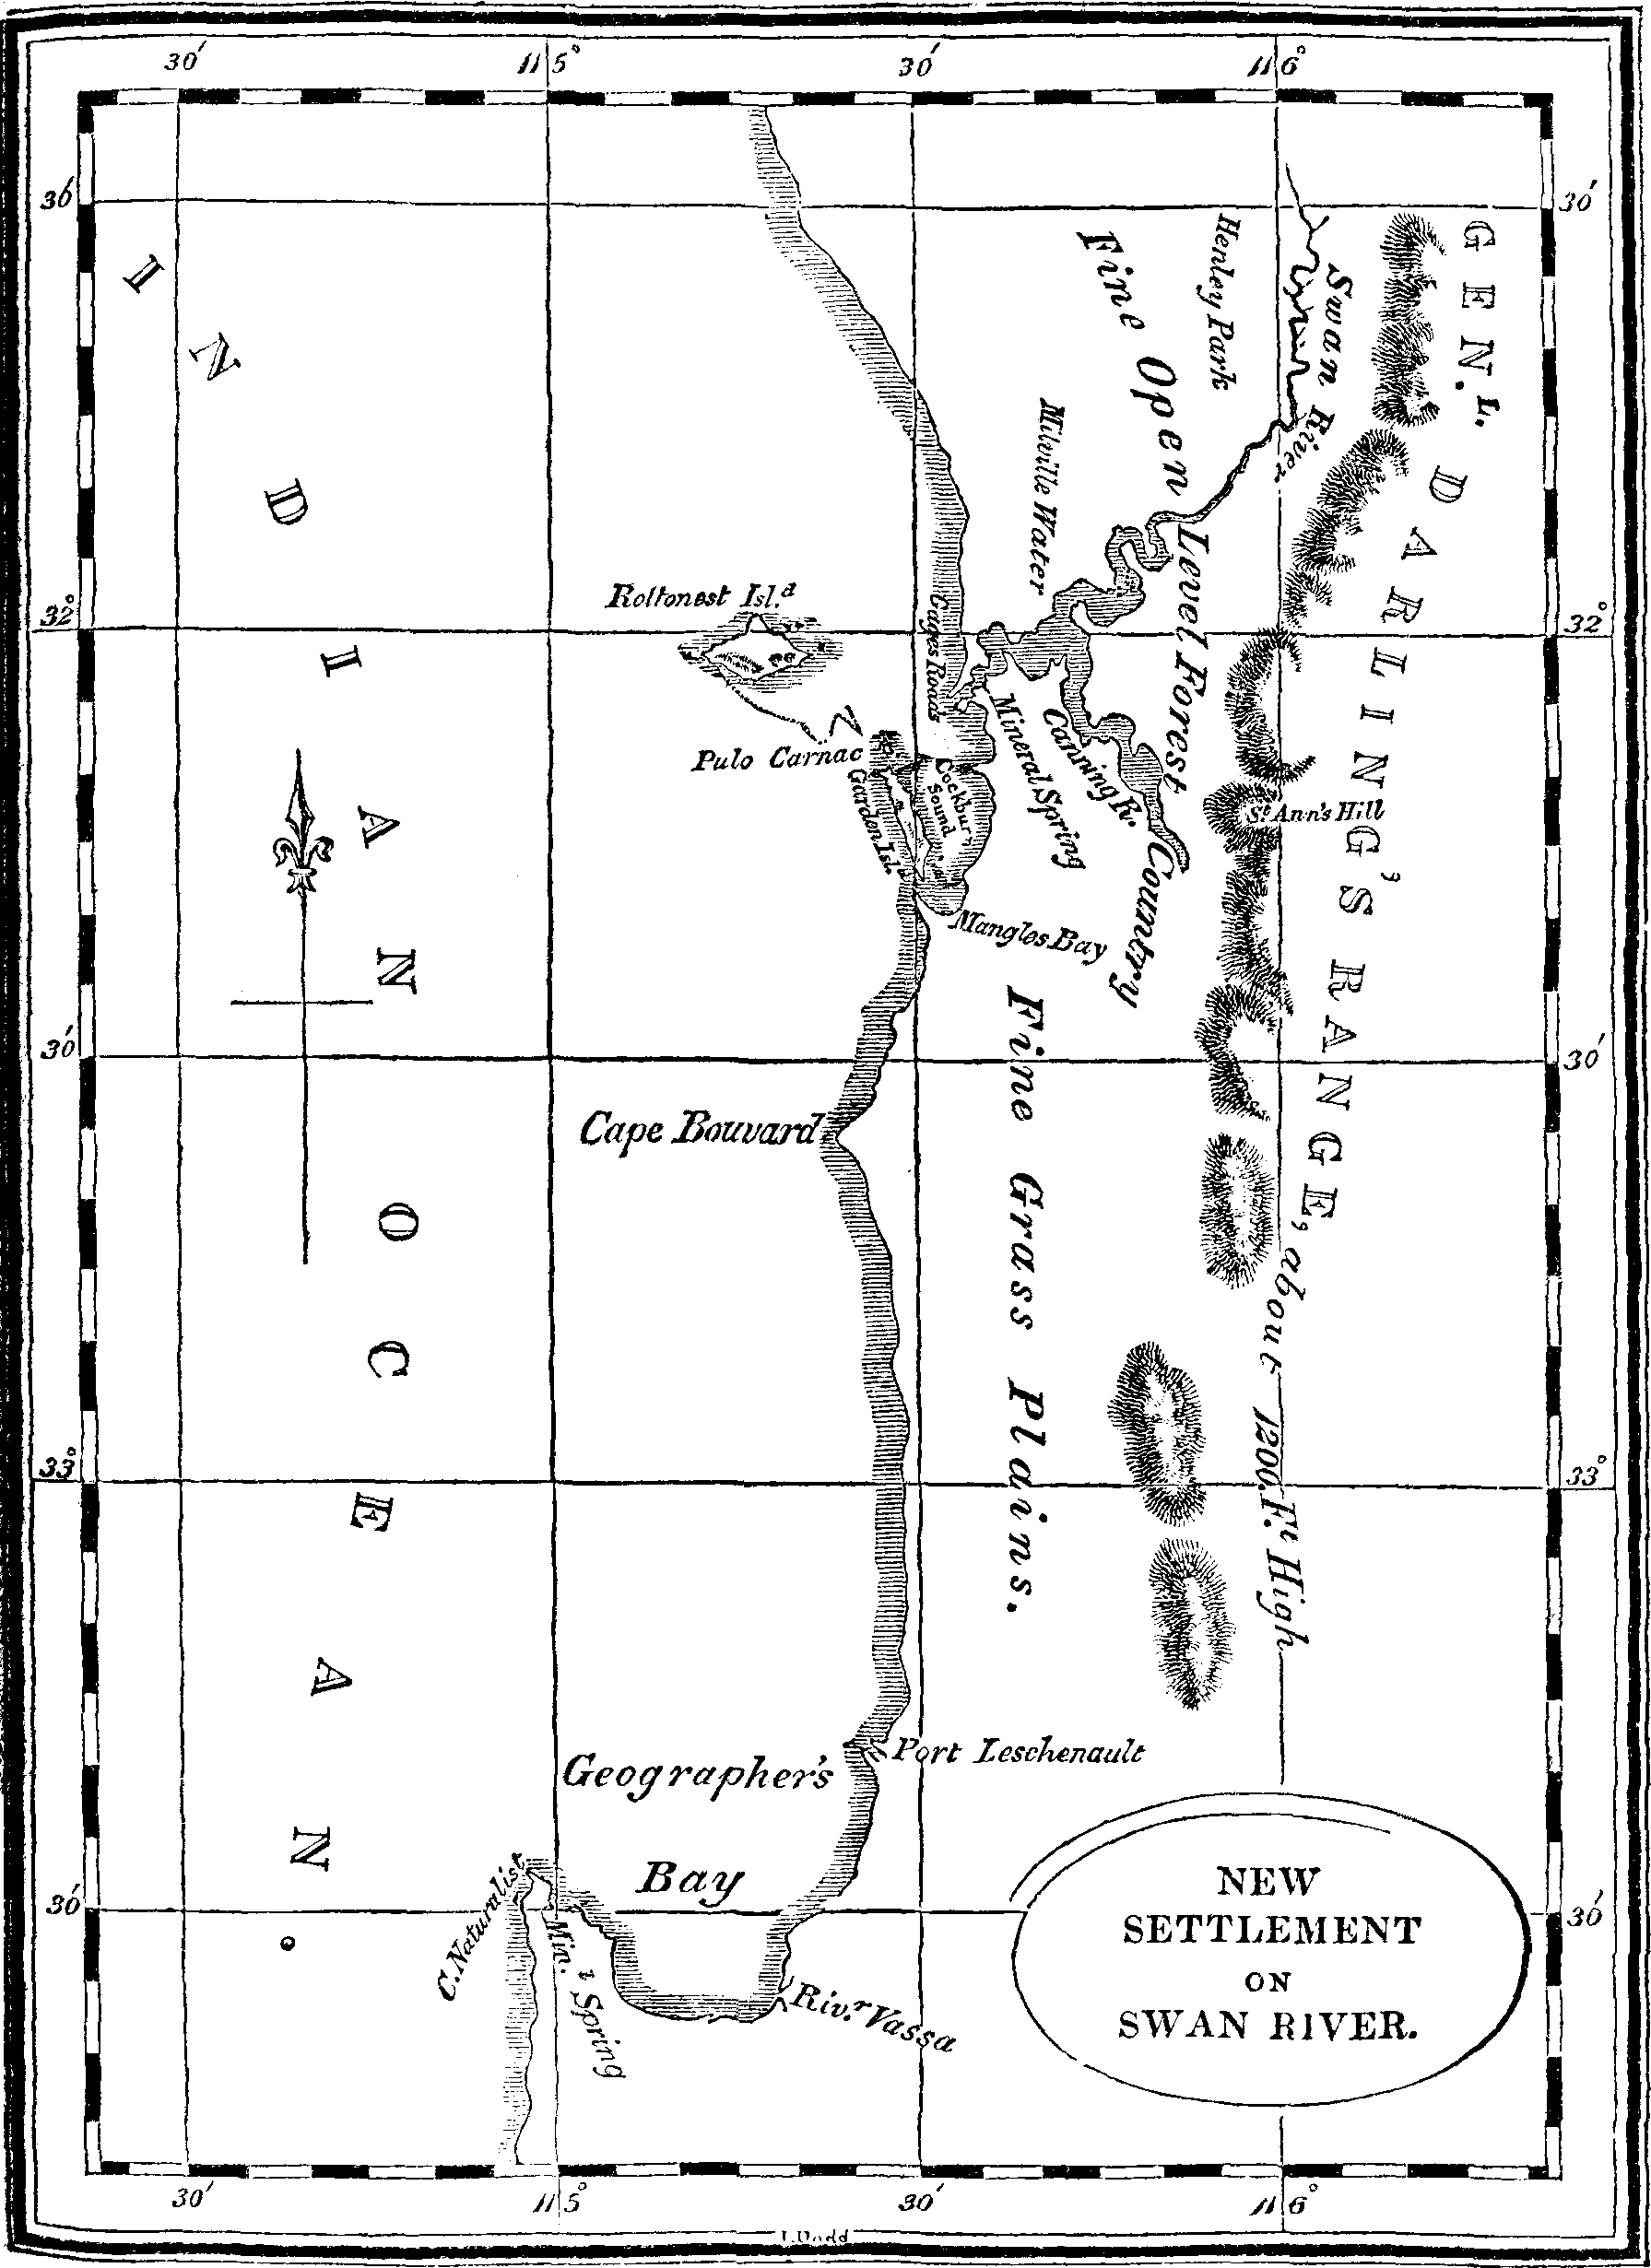 30′ 115° 30′ 116°
30′ 30′
32° 32°
30′ 30′
33° 33°
30′ 30′
30′ 115° 30′ 116°
INDIAN OCEAN.
GEN.L DARLING'S RANGE, about 1200 F.t High
Swan River
Henley Park
Fine Open Level Forest Country
Melville Water
Rottonest Isl.d
Gages Roads
Pulo Carnac
Garden Isl.d
Cockburn Sound
Mineral Spring
Canning R.
St Ann's Hill
Mangles Bay
Fine Grass Plains.
Cape Bouvard
Port Leschenault
Geographer's
Bay
C. Naturalist
Min.l Spring
Riv.r Vassa
NEW
SETTLEMENT
ON
SWAN RIVER.